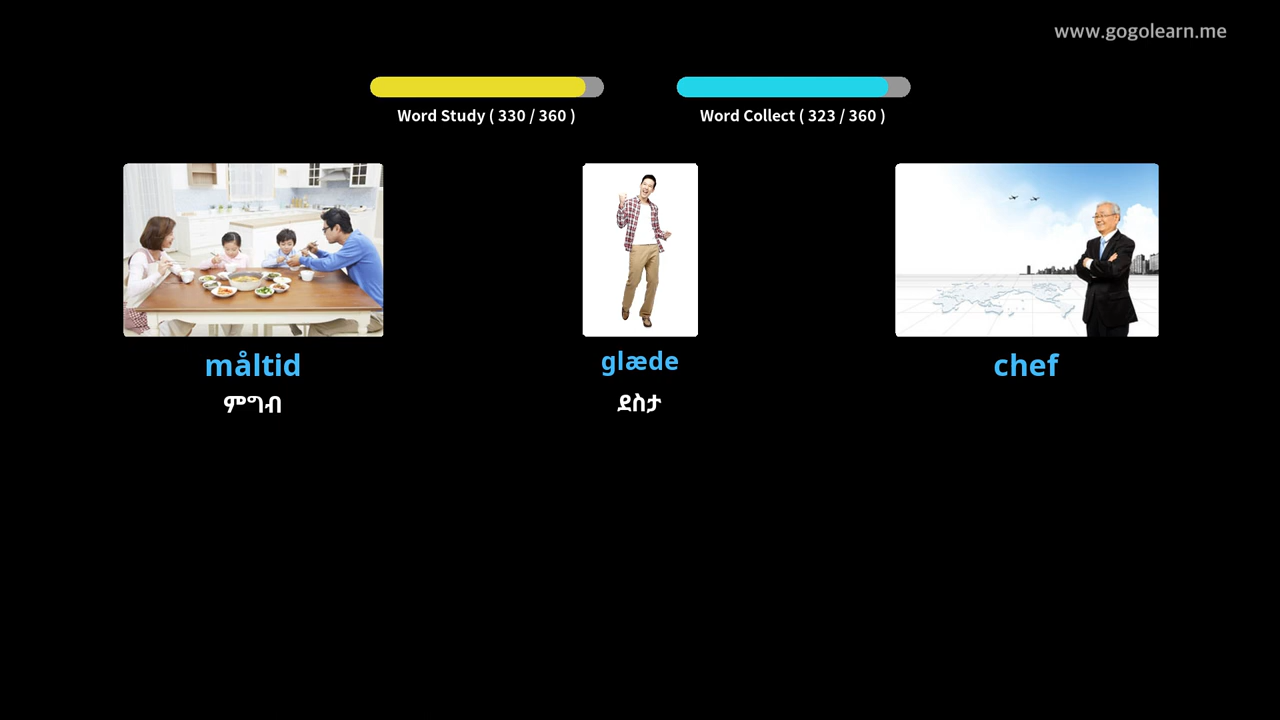 www.gogolearn.me
Word Study ( 330 / 360 )
Word Collect ( 323 / 360 )
måltid
glæde
chef
ምግብ
ደስታ